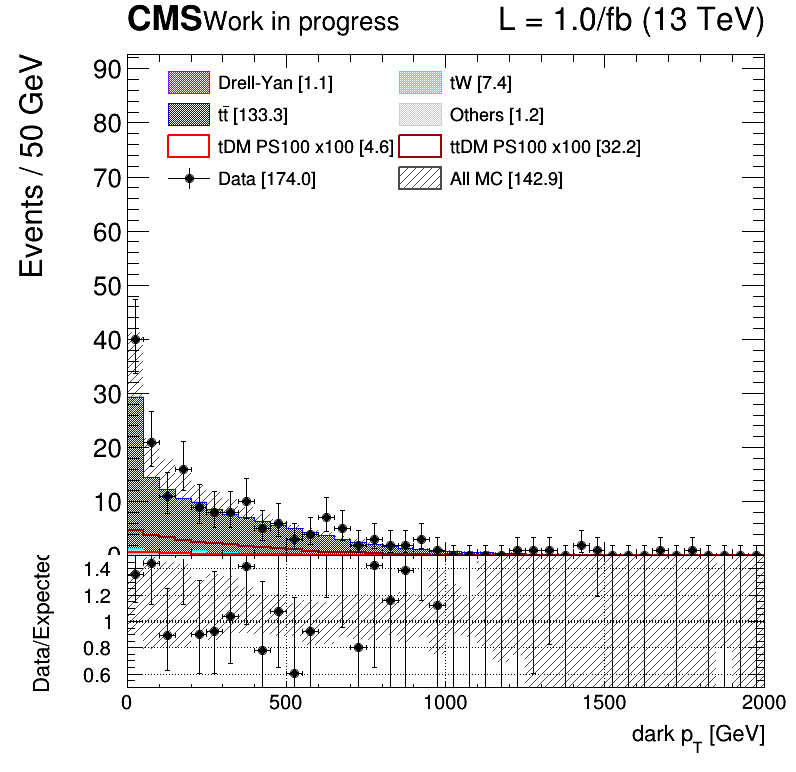 CMS Work in progress L = 1.0/fb (13 TeV)
Events / 50 GeV
90
80
70
60
50
40
30
20
10
0
Drell-Yan [1.1] tW [7.4]
tt̄ [133.3] Others [1.2]
tDM PS100 x100 [4.6] ttDM PS100 x100 [32.2]
Data [174.0] All MC [142.9]
Data/Expected
1.4
1.2
1
0.8
0.6
0 500 1000 1500 2000
dark pT [GeV]